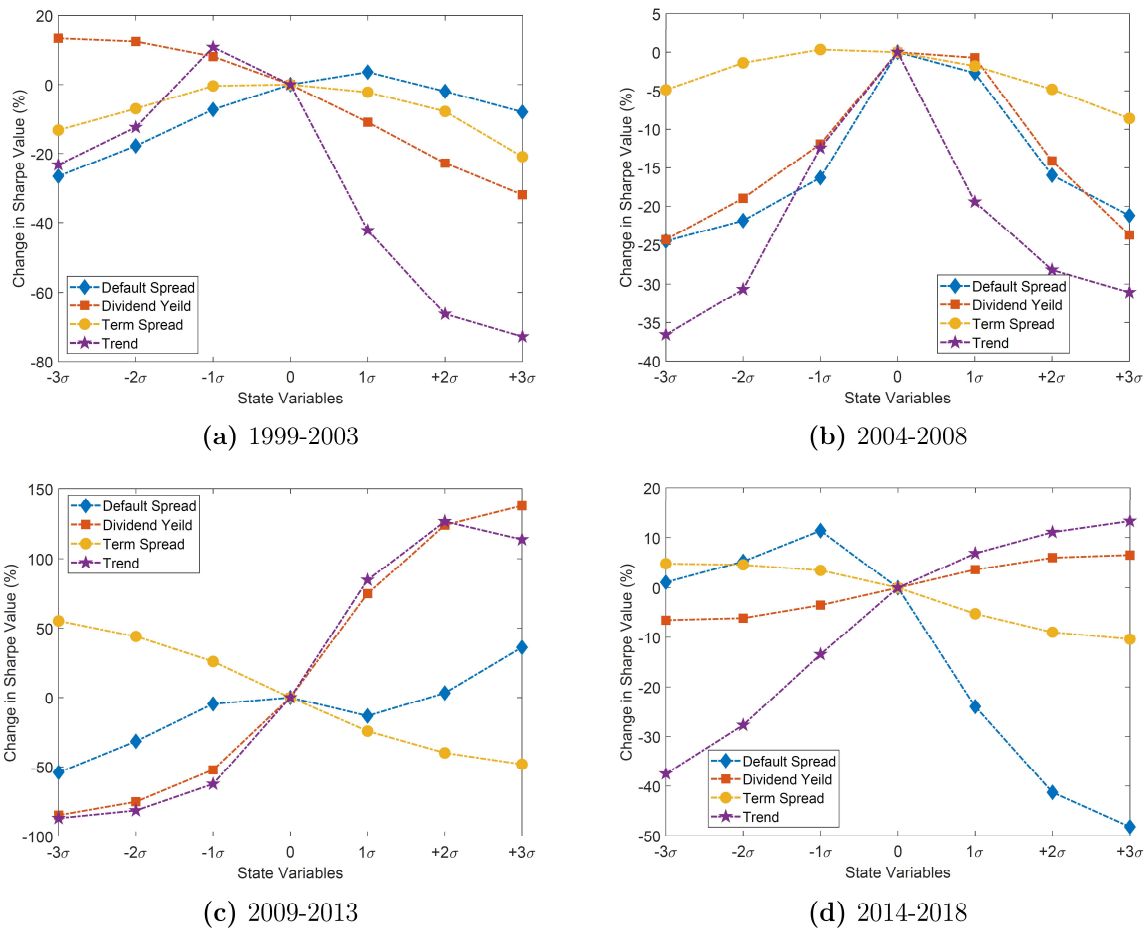 20
0
-20
-40
-60
-80
Change in Sharpe Value (%)
Default Spread
Dividend Yeild
Term Spread
Trend
-3σ -2σ -1σ 0 1σ +2σ +3σ
State Variables
(a) 1999-2003
5
0
-5
-10
-15
-20
-25
-30
-35
-40
Change in Sharpe Value (%)
Default Spread
Dividend Yeild
Term Spread
Trend
-3σ -2σ -1σ 0 1σ +2σ +3σ
State Variables
(b) 2004-2008
150
100
50
0
-50
-100
Change in Sharpe Value (%)
Default Spread
Dividend Yeild
Term Spread
Trend
-3σ -2σ -1σ 0 1σ +2σ +3σ
State Variables
(c) 2009-2013
20
10
0
-10
-20
-30
-40
-50
Change in Sharpe Value (%)
Default Spread
Dividend Yeild
Term Spread
Trend
-3σ -2σ -1σ 0 1σ +2σ +3σ
State Variables
(d) 2014-2018